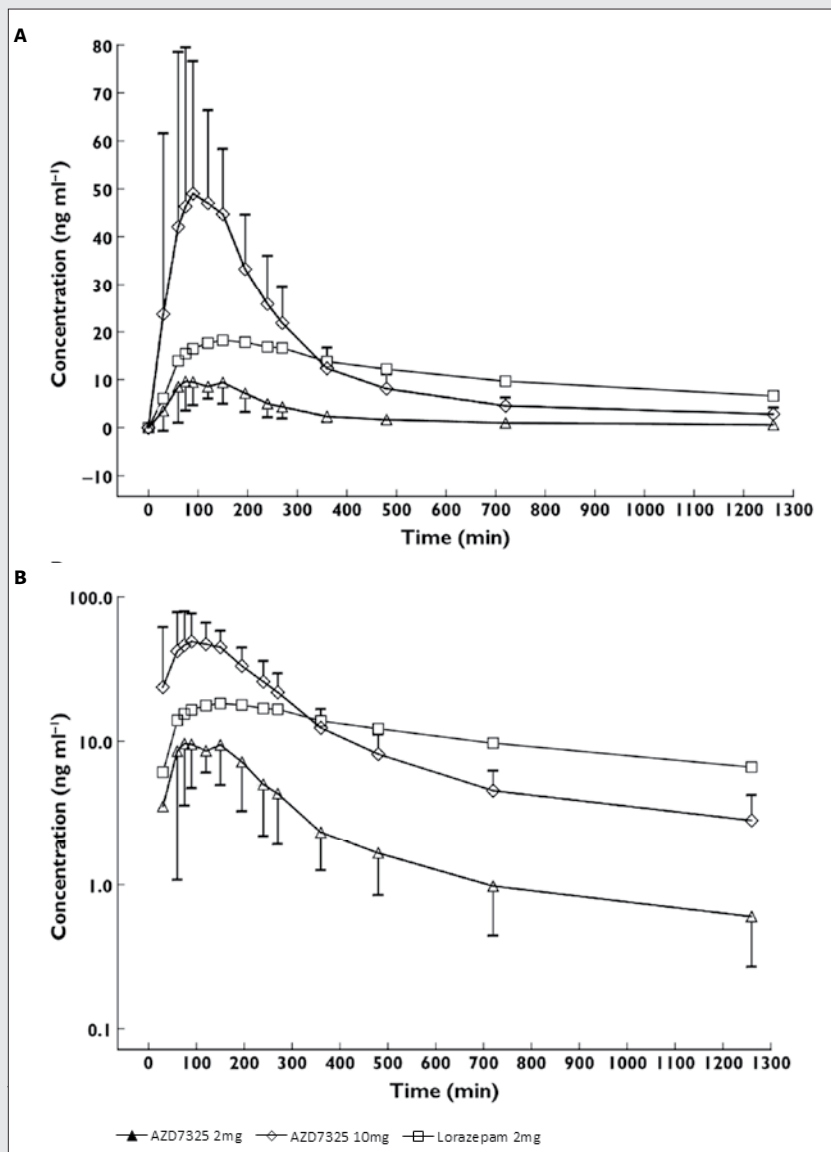 A
80
70
60
50
40
30
20
10
0
−10
Concentration (ng ml⁻¹)
0 100 200 300 400 500 600 700 800 900 1000 1100 1200 1300
Time (min)
B
100.0
10.0
1.0
0.1
Concentration (ng ml⁻¹)
0 100 200 300 400 500 600 700 800 900 1000 1100 1200 1300
Time (min)
AZD7325 2mg AZD7325 10mg Lorazepam 2mg